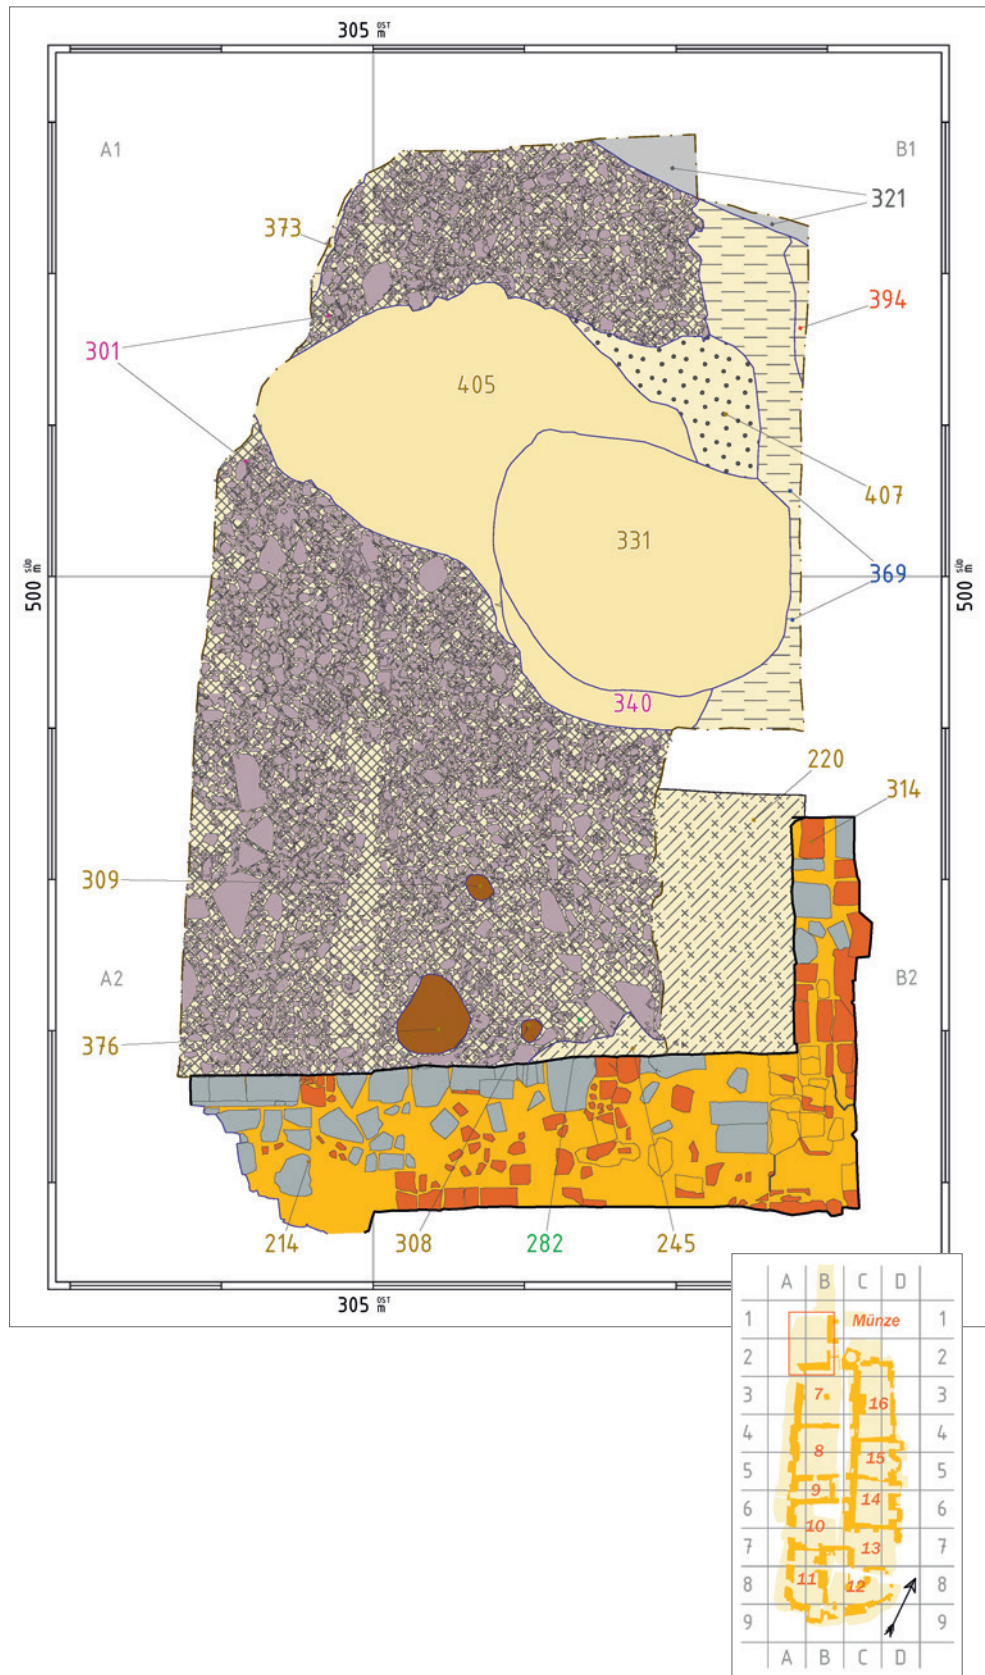 305 OST m
A1
B1
321
373
394
301
405
407
331
500 SÜD m
369
500 SÜD m
340
220
314
309
A2
B2
376
214
308
282
245
305 OST m
A B C D
1 Münze 1
2 2
3 7 3
16
4 4
8 15
5 5
9 14
6 6
10
7 13 7
11 12
8 8
9 9
A B C D